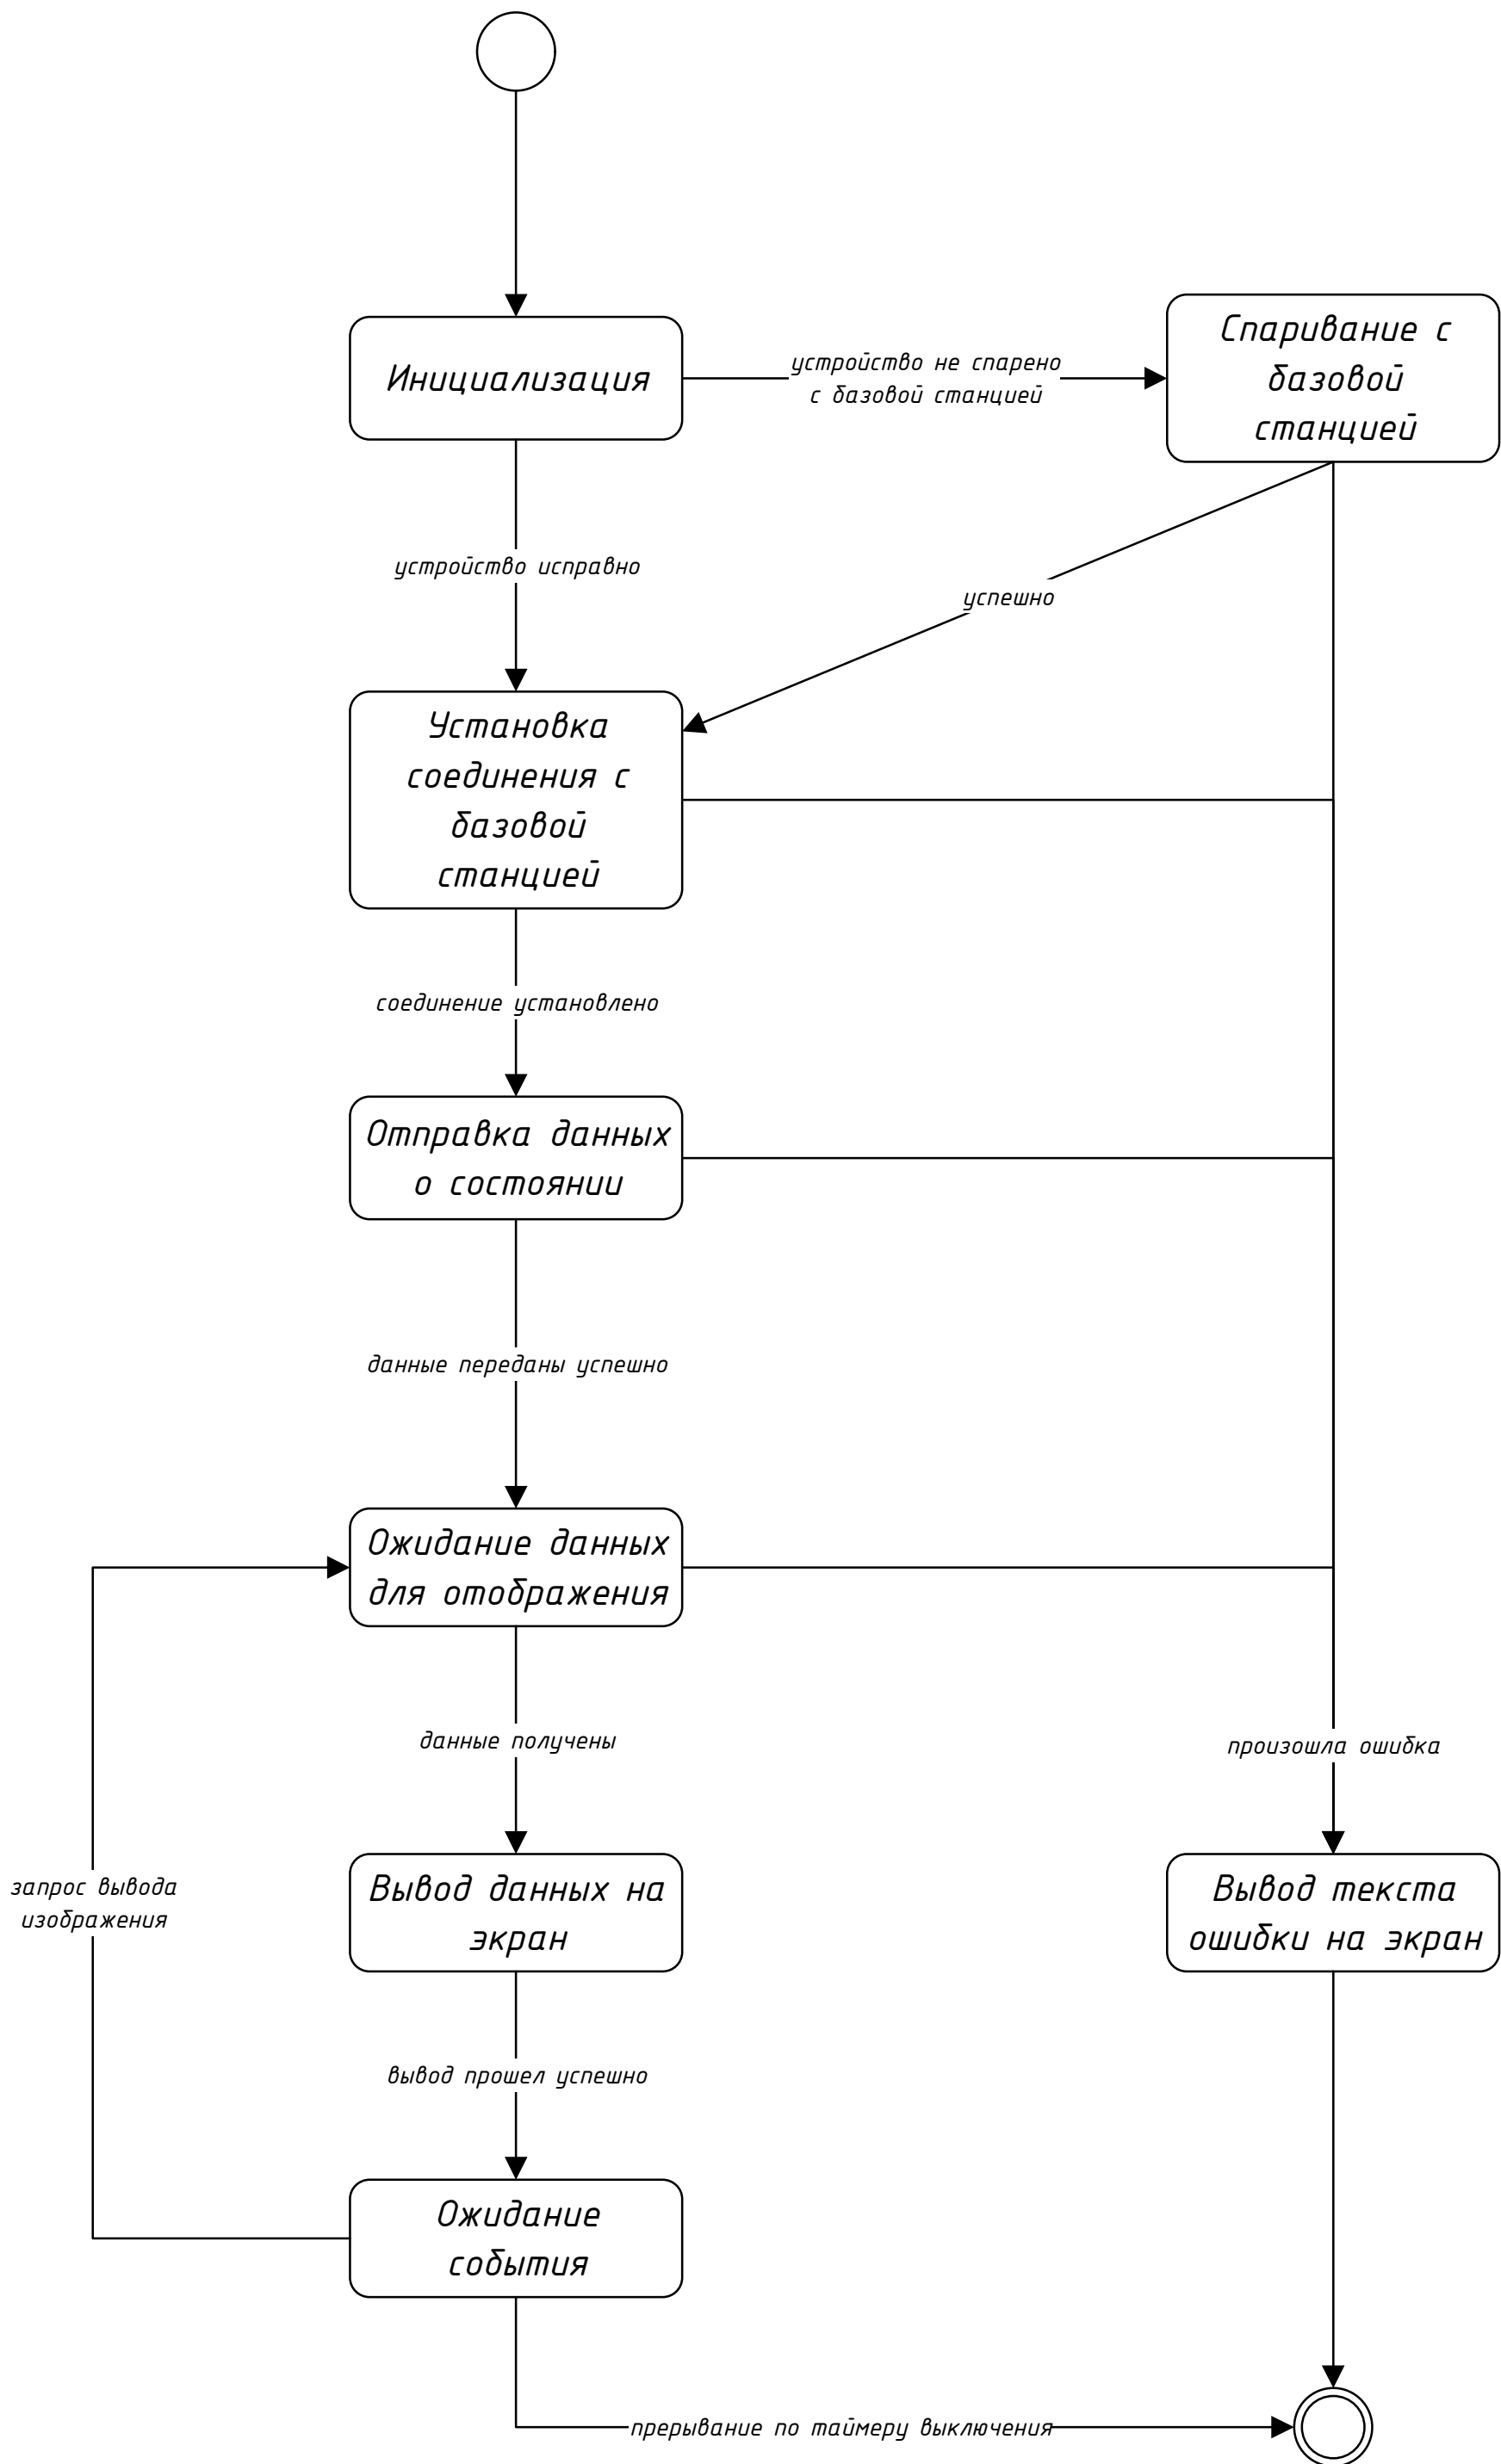 Инициализация
устройство не спарено
с базовой станцией
Спаривание с
базовой
станцией
устройство исправно
успешно
Установка
соединения с
базовой
станцией
соединение установлено
Отправка данных
о состоянии
данные переданы успешно
Ожидание данных
для отображения
данные получены
произошла ошибка
запрос вывода
изображения
Вывод данных на
экран
Вывод текста
ошибки на экран
вывод прошел успешно
Ожидание
события
прерывание по таймеру выключения